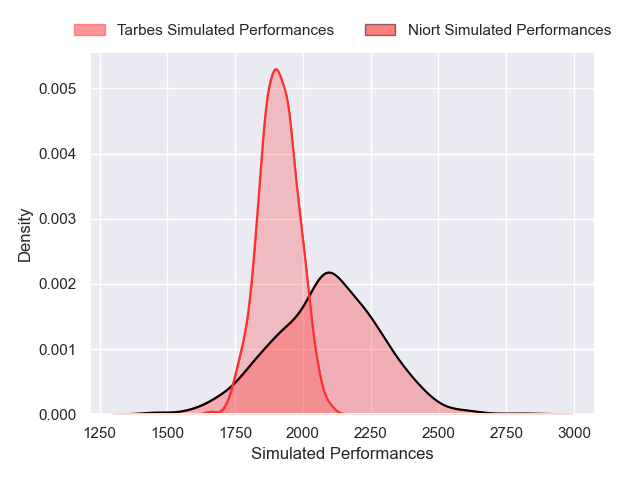 Tarbes Simulated Performances Niort Simulated Performances
0.005
0.004
0.003
0.002
0.001
0.000
Density
1250 1500 1750 2000 2250 2500 2750 3000
Simulated Performances